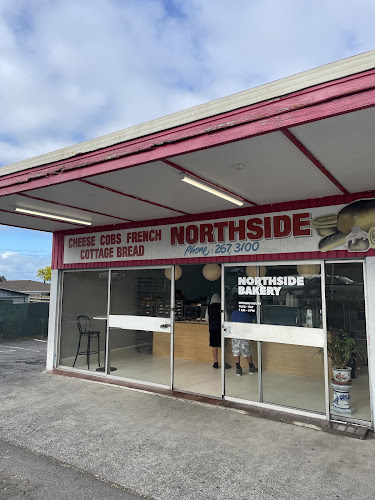 CHEESE COBS FRENCH
COTTAGE BREAD
NORTHSIDE
Phone: 267,3100
NORTHSIDE
BAKERY